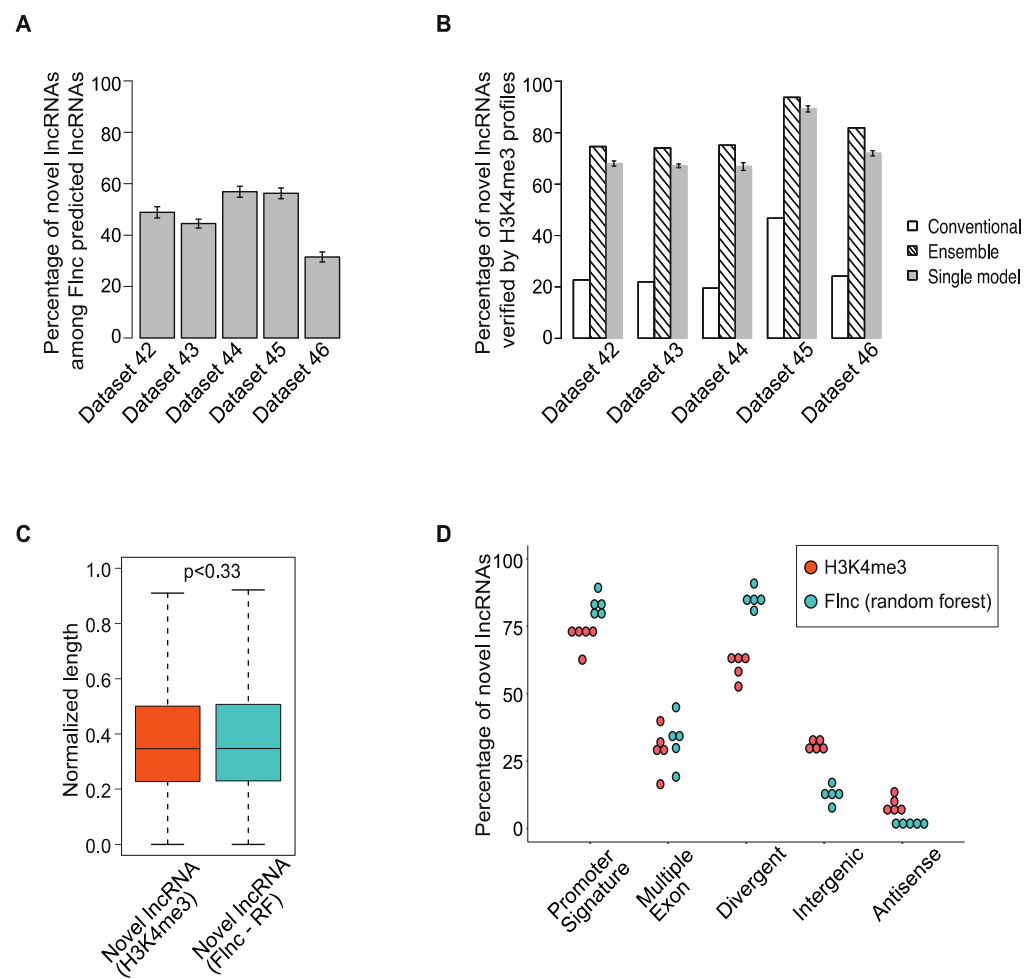 A
Percentage of novel lncRNAs
among Flnc predicted lncRNAs
100
80
60
40
20
0
Dataset 42
Dataset 43
Dataset 44
Dataset 45
Dataset 46
B
Percentage of novel lncRNAs
verified by H3K4me3 profiles
100
80
60
40
20
0
Dataset 42
Dataset 43
Dataset 44
Dataset 45
Dataset 46
Conventional
Ensemble
Single model
C
p<0.33
Normalized length
1.0
0.8
0.6
0.4
0.2
0.0
Novel lncRNA
(H3K4me3)
Novel lncRNA
(Flnc - RF)
D
Percentage of novel lncRNAs
100
75
50
25
0
H3K4me3
Flnc (random forest)
Promoter
Signature
Multiple
Exon
Divergent
Intergenic
Antisense